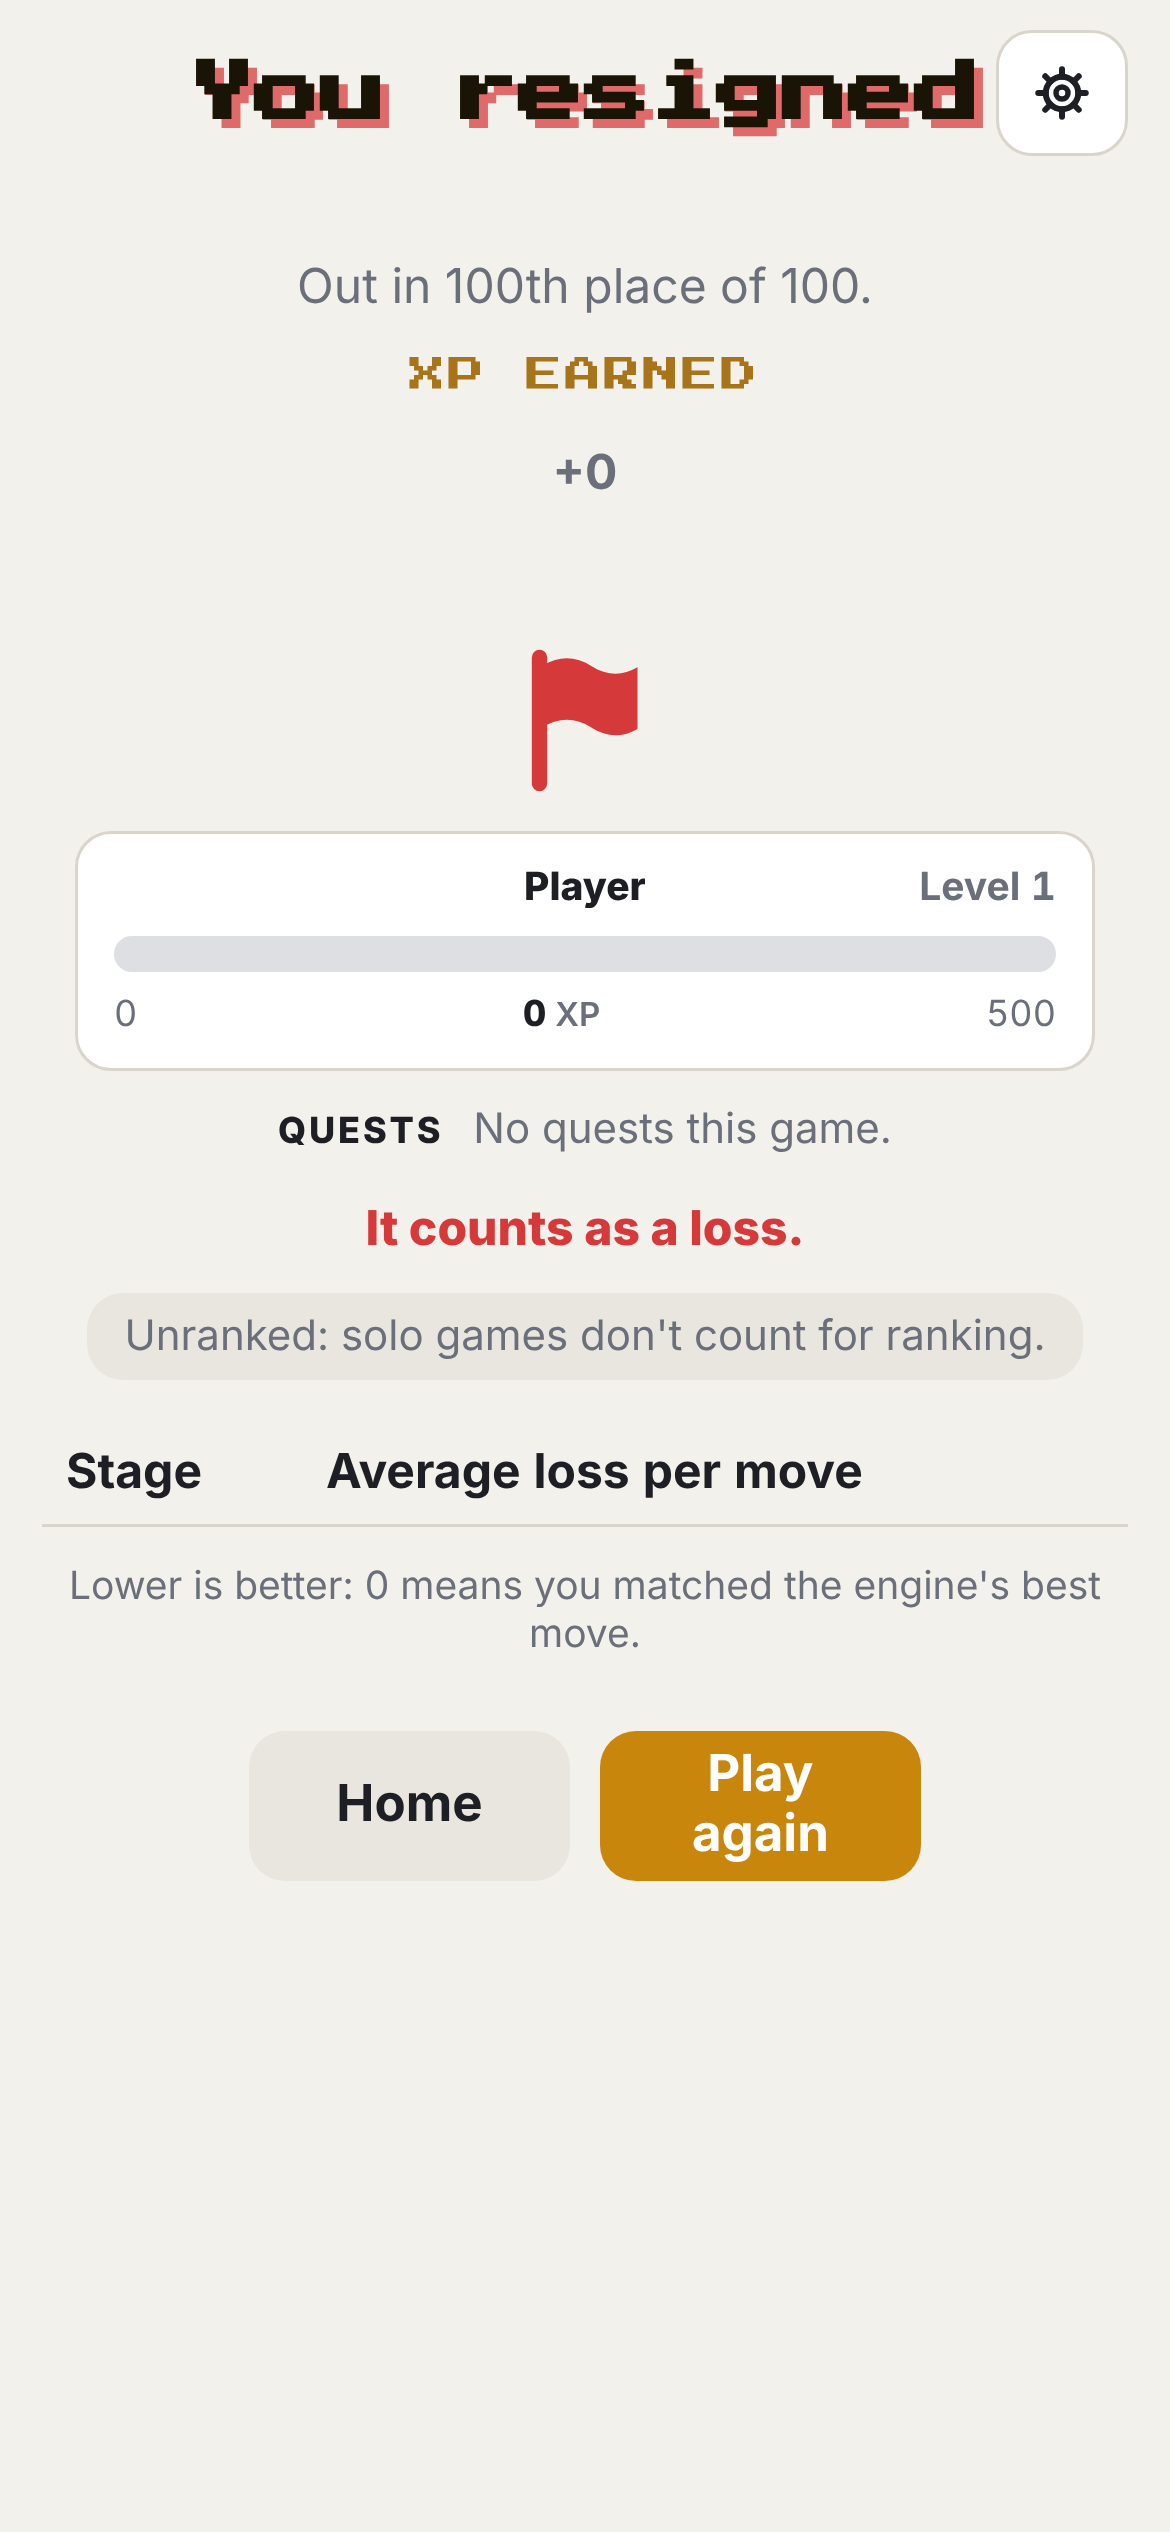 You resigned
Out in 100th place of 100.
XP EARNED
+0
Player Level 1
0 0 XP 500
QUESTS No quests this game.
It counts as a loss.
Unranked: solo games don't count for ranking.
Stage Average loss per move
Lower is better: 0 means you matched the engine's best
move.
Home
Play
again